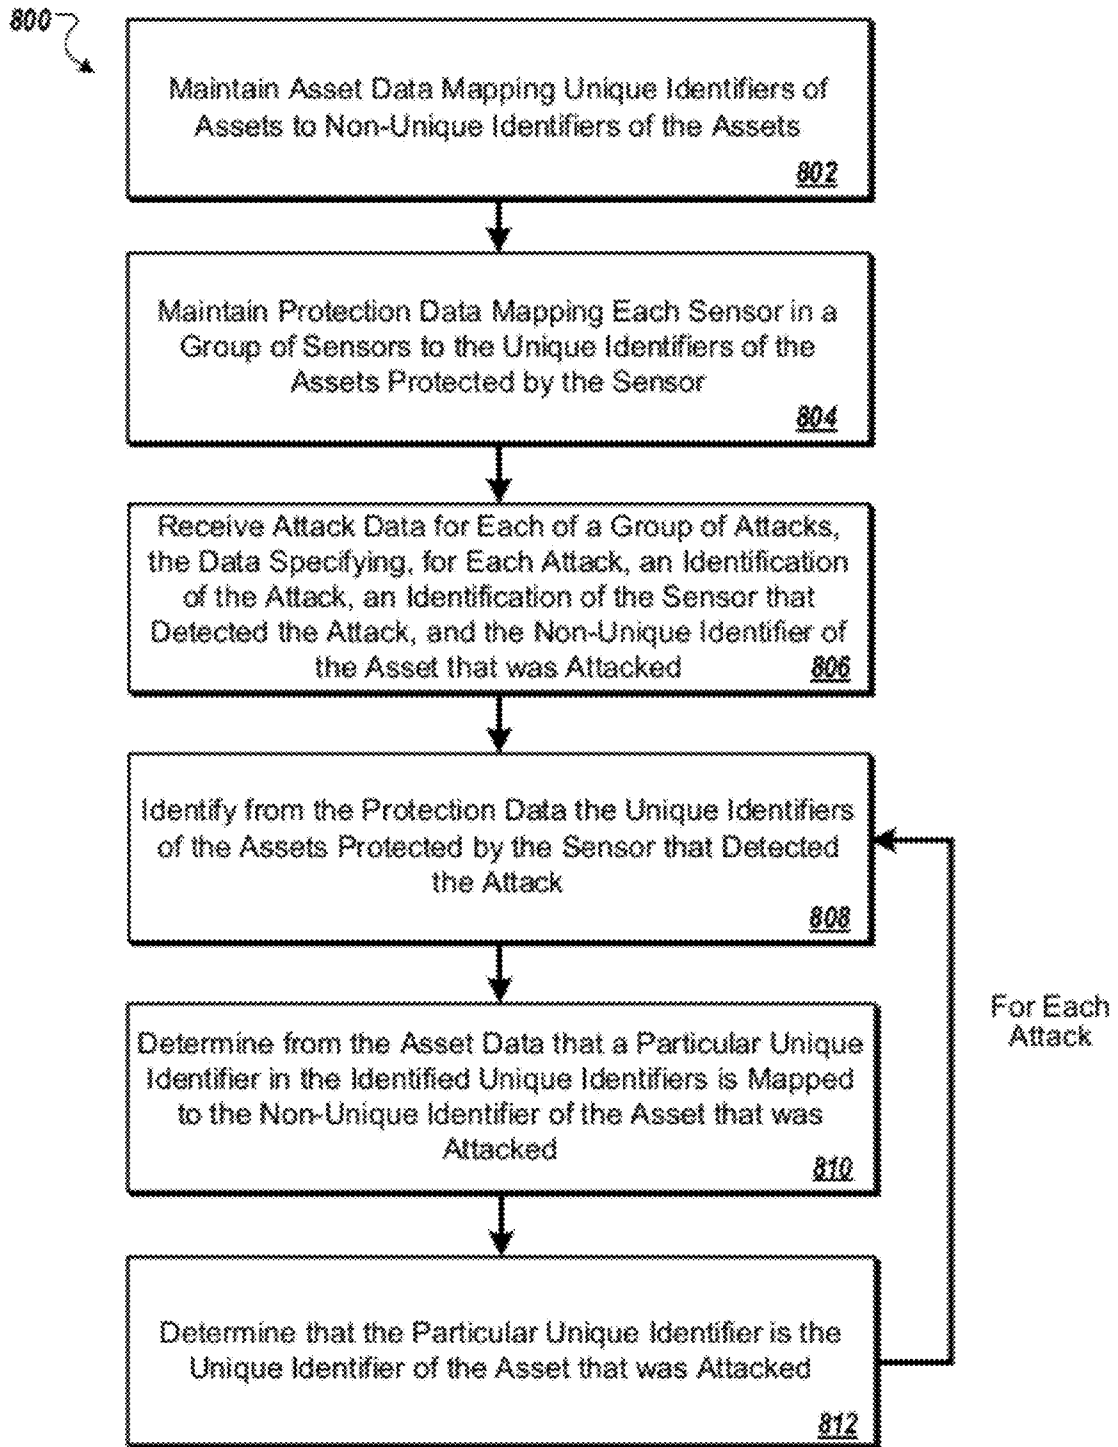 800
Maintain Asset Data Mapping Unique Identifiers of
Assets to Non-Unique Identifiers of the Assets
802
Maintain Protection Data Mapping Each Sensor in a
Group of Sensors to the Unique Identifiers of the
Assets Protected by the Sensor
804
Receive Attack Data for Each of a Group of Attacks,
the Data Specifying, for Each Attack, an Identification
of the Attack, an Identification of the Sensor that
Detected the Attack, and the Non-Unique Identifier of
the Asset that was Attacked
806
Identify from the Protection Data the Unique Identifiers
of the Assets Protected by the Sensor that Detected
the Attack
808
For Each
Attack
Determine from the Asset Data that a Particular Unique
Identifier in the Identified Unique Identifiers is Mapped
to the Non-Unique Identifier of the Asset that was
Attacked
810
Determine that the Particular Unique Identifier is the
Unique Identifier of the Asset that was Attacked
812